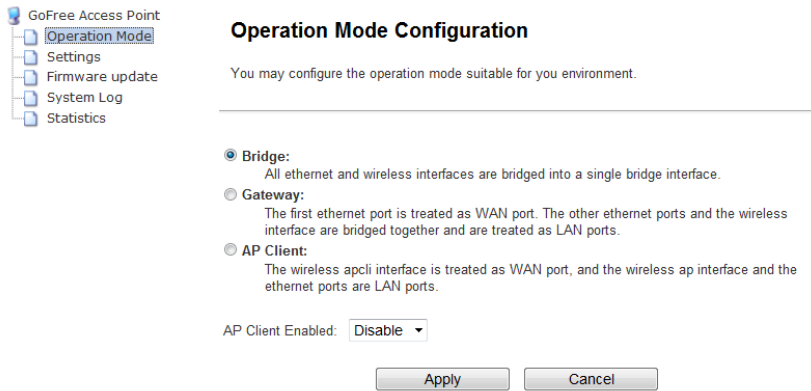 GoFree Access Point
Operation Mode
Settings
Firmware update
System Log
Statistics
Operation Mode Configuration
You may configure the operation mode suitable for you environment.
Bridge:
All ethernet and wireless interfaces are bridged into a single bridge interface.
Gateway:
The first ethernet port is treated as WAN port. The other ethernet ports and the wireless
interface are bridged together and are treated as LAN ports.
AP Client:
The wireless apcli interface is treated as WAN port, and the wireless ap interface and the
ethernet ports are LAN ports.
AP Client Enabled: Disable
Apply Cancel